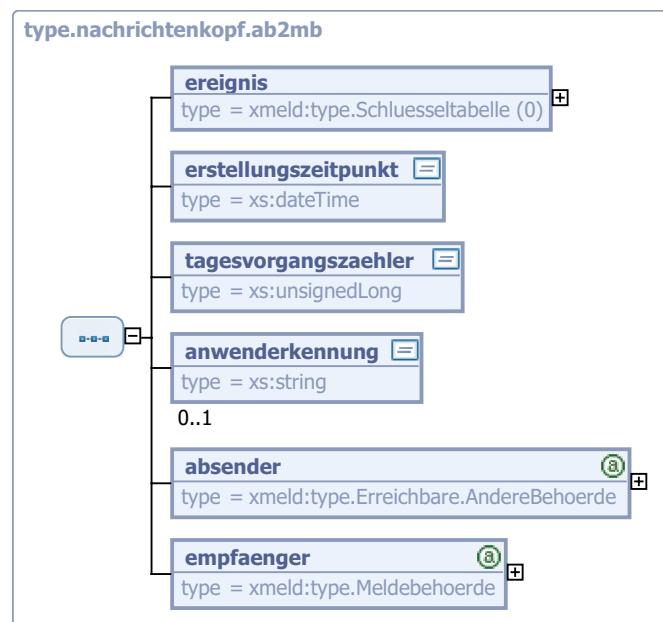 type.nachrichtenkopf.ab2mb
ereignis
type = xmeld:type.Schluesseltabelle (0)
erstellungszeitpunkt
type = xs:dateTime
tagesvorgangszaehler
type = xs:unsignedLong
anwenderkennung
type = xs:string
0..1
absender
type = xmeld:type.Erreichbare.AndereBehoerde
empfaenger
type = xmeld:type.Meldebehoerde